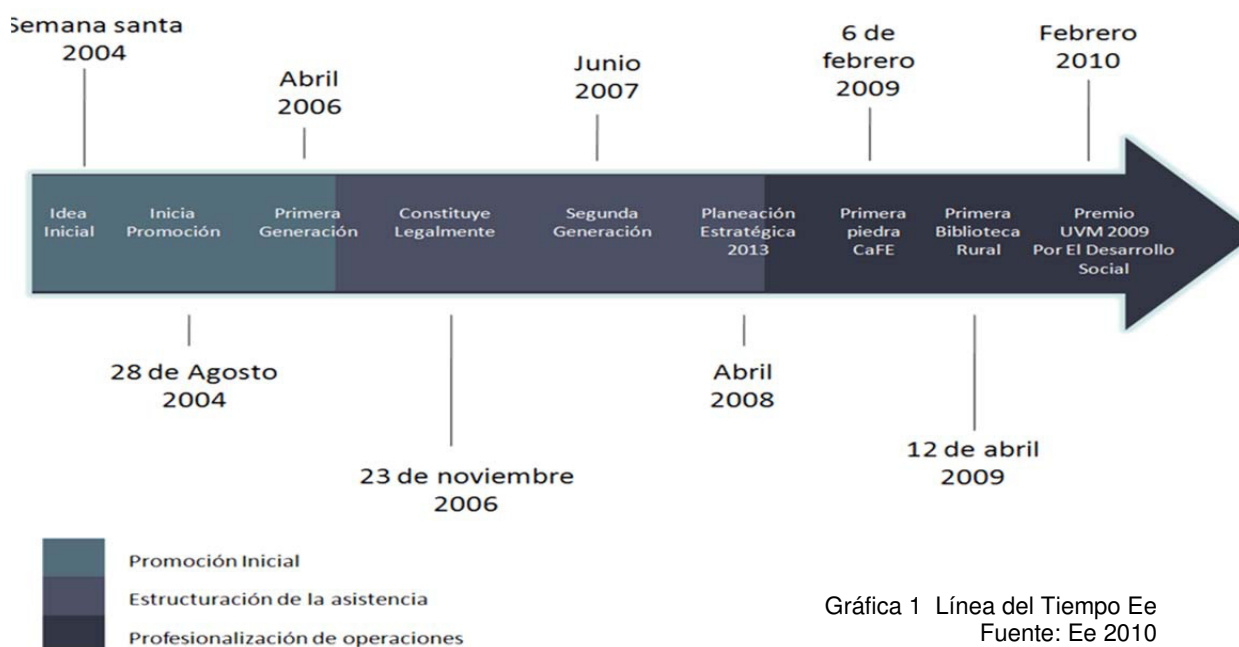 Semana santa
2004
Abril
2006
Junio
2007
6 de
febrero
2009
Febrero
2010
Idea
Inicial
Inicia
Promoción
Primera
Generación
Constituye
Legalmente
Segunda
Generación
Planeación
Estratégica
2013
Primera
piedra
CaFE
Primera
Biblioteca
Rural
Premio
UVM 2009
Por El Desarrollo
Social
28 de Agosto
2004
23 de noviembre
2006
Abril
2008
12 de abril
2009
Promoción Inicial
Estructuración de la asistencia
Profesionalización de operaciones
Gráfica 1 Línea del Tiempo Ee
Fuente: Ee 2010